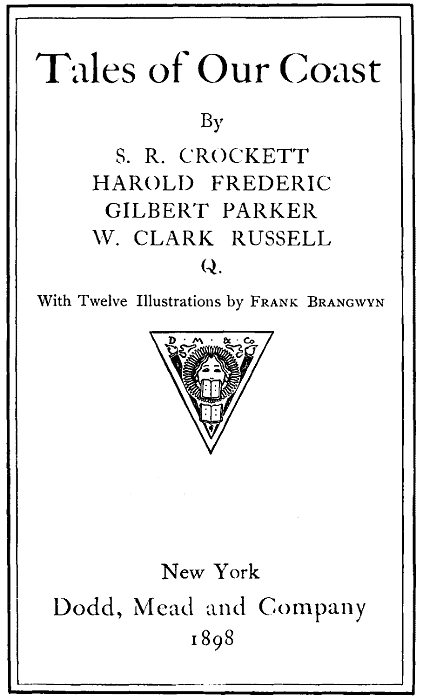 Tales of Our Coast
By
S. R. CROCKETT
HAROLD FREDERIC
GILBERT PARKER
W. CLARK RUSSELL
Q.
With Twelve Illustrations by FRANK BRANGWYN
D · M · & Co
New York
Dodd, Mead and Company
1898